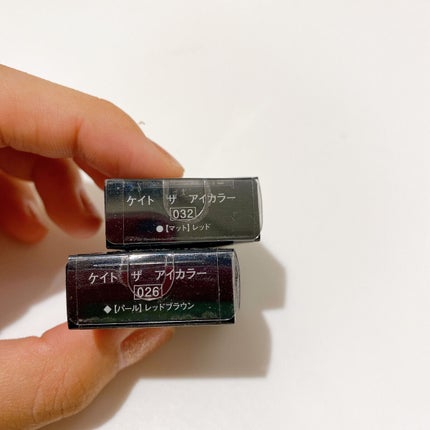 ケイト ザ アイカラー
032
●【マット】レッド
ケイト ザ アイカラー
026
◆【パール】レッドブラウン